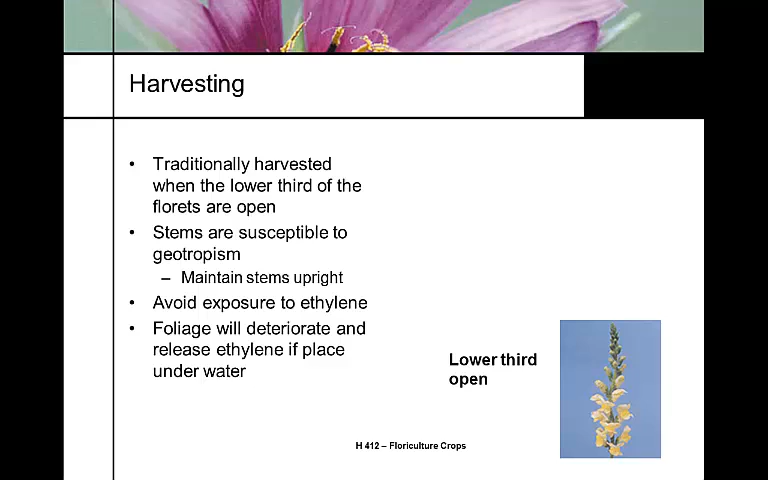 Harvesting
• Traditionally harvested
when the lower third of the
florets are open
• Stems are susceptible to
geotropism
– Maintain stems upright
• Avoid exposure to ethylene
• Foliage will deteriorate and
release ethylene if place
under water
Lower third
open
H 412 – Floriculture Crops